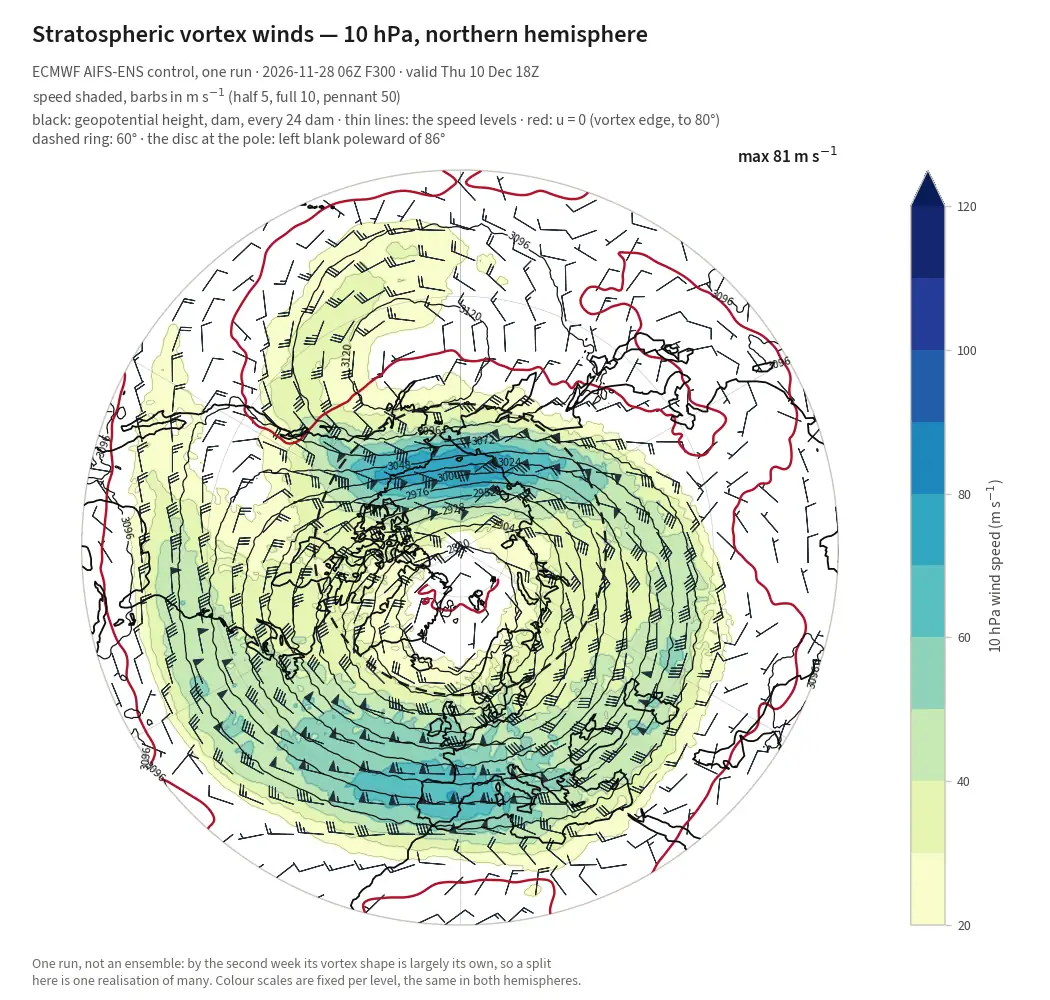 Stratospheric vortex winds — 10 hPa, northern hemisphere
ECMWF AIFS-ENS control, one run · 2026-11-28 06Z F300 · valid Thu 10 Dec 18Z
speed shaded, barbs in m s⁻¹ (half 5, full 10, pennant 50)
black: geopotential height, dam, every 24 dam · thin lines: the speed levels · red: u = 0 (vortex edge, to 80°)
dashed ring: 60° · the disc at the pole: left blank poleward of 86°
max 81 m s⁻¹
120
100
80
60
40
20
10 hPa wind speed (m s⁻¹)
3096
3096
3120
3120
3096
3096
3072
3096
3048
3024
3000
2976
2952
2928
2904
2880
3096
3096
3096
3096
One run, not an ensemble: by the second week its vortex shape is largely its own, so a split
here is one realisation of many. Colour scales are fixed per level, the same in both hemispheres.